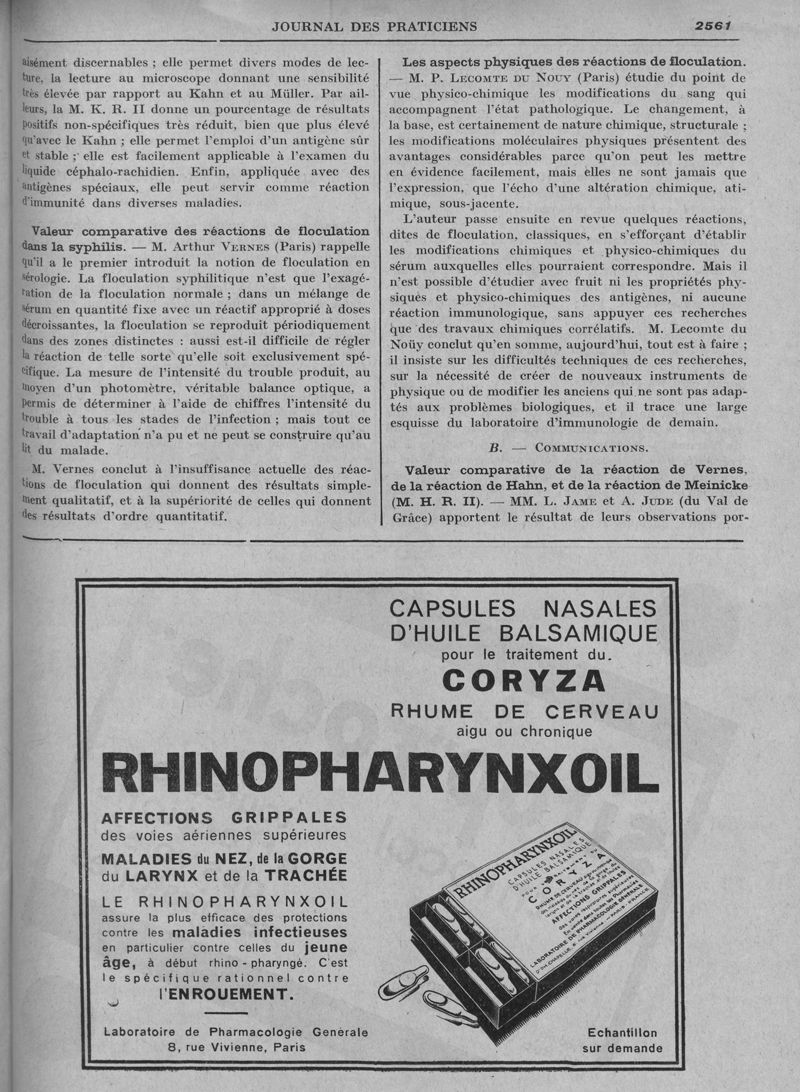 JOURNAL DES PRATICIENS 2561
aisément discernables ; elle permet divers modes de lec-
ture, la lecture au microscope donnant une sensibilité
très élevée par rapport au Kahn et au Müller. Par ail-
leurs, la M. K. R. II donne un pourcentage de résultats
positifs non-spécifiques très réduit, bien que plus élevé
qu'avec le Kahn ; elle permet l'emploi d'un antigène sûr
et stable ; elle est facilement applicable à l'examen du
liquide céphalo-rachidien. Enfin, appliquée avec des
antigènes spéciaux, elle peut servir comme réaction
d'immunité dans diverses maladies.
Valeur comparative des réactions de floculation
dans la syphilis. — M. Arthur VERNES (Paris) rappelle
qu'il a le premier introduit la notion de floculation en
sérologie. La floculation syphilitique n'est que l'exagé-
ration de la floculation normale ; dans un mélange de
sérum en quantité fixe avec un réactif approprié à doses
décroissantes, la floculation se reproduit périodiquement
dans des zones distinctes : aussi est-il difficile de régler
la réaction de telle sorte qu'elle soit exclusivement spé-
cifique. La mesure de l'intensité du trouble produit, au
moyen d'un photomètre, véritable balance optique, a
permis de déterminer à l'aide de chiffres l'intensité du
trouble à tous les stades de l'infection ; mais tout ce
travail d'adaptation n'a pu et ne peut se construire qu'au
lit du malade.
M. Vernes conclut à l'insuffisance actuelle des réac-
tions de floculation qui donnent des résultats simple-
ment qualitatif, et à la supériorité de celles qui donnent
des résultats d'ordre quantitatif.
Les aspects physiques des réactions de floculation.
— M. P. LECOMTE DU NOUY (Paris) étudie du point de
vue physico-chimique les modifications du sang qui
accompagnent l'état pathologique. Le changement, à
la base, est certainement de nature chimique, structurale ;
les modifications moléculaires physiques présentent des
avantages considérables parce qu'on peut les mettre
en évidence facilement, mais elles ne sont jamais que
l'expression, que l'écho d'une altération chimique, ati-
mique, sous-jacente.
L'auteur passe ensuite en revue quelques réactions,
dites de floculation, classiques, en s'efforçant d'établir
les modifications chimiques et physico-chimiques du
sérum auxquelles elles pourraient correspondre. Mais il
n'est possible d'étudier avec fruit ni les propriétés phy-
siques et physico-chimiques des antigènes, ni aucune
réaction immunologique, sans appuyer ces recherches
que des travaux chimiques corrélatifs. M. Lecomte du
Noüy conclut qu'en somme, aujourd'hui, tout est à faire ;
il insiste sur les difficultés techniques de ces recherches,
sur la nécessité de créer de nouveaux instruments de
physique ou de modifier les anciens qui ne sont pas adap-
tés aux problèmes biologiques, et il trace une large
esquisse du laboratoire d'immunologie de demain.
B. — COMMUNICATIONS.
Valeur comparative de la réaction de Vernes,
de la réaction de Hahn, et de la réaction de Meinicke
(M. H. R. II). — MM. L. JAME et A. JUDE (du Val de
Grâce) apportent le résultat de leurs observations por-
CAPSULES NASALES
D'HUILE BALSAMIQUE
pour le traitement du.
CORYZA
RHUME DE CERVEAU
aigu ou chronique
RHINOPHARYNXOIL
AFFECTIONS GRIPPALES
des voies aériennes supérieures
MALADIES du NEZ, de la GORGE
du LARYNX et de la TRACHÉE
LE RHINOPHARYNXOIL
assure la plus efficace des protections
contre les maladies infectieuses
en particulier contre celles du jeune
âge, à début rhino-pharyngé. C'est
le spécifique rationnel contre
l'ENROUEMENT.
Laboratoire de Pharmacologie Générale
8, rue Vivienne, Paris
RHINOPHARYNXOIL
CAPSULES NASALES
D'HUILE BALSAMIQUE
CORYZA
RHUME DE CERVEAU
AFFECTIONS GRIPPALES
des voies respiratoires supérieures
LABORATOIRE DE PHARMACOLOGIE GÉNÉRALE
Echantillon
sur demande